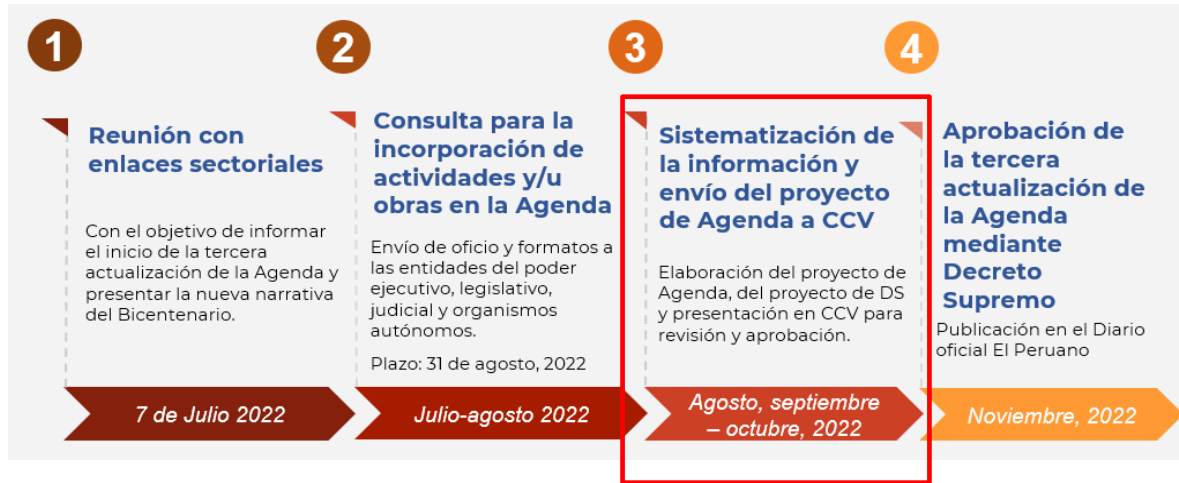 1
Reunión con
enlaces sectoriales
Con el objetivo de informar
el inicio de la tercera
actualización de la Agenda y
presentar la nueva narrativa
del Bicentenario.
7 de Julio 2022
2
Consulta para la
incorporación de
actividades y/u
obras en la Agenda
Envío de oficio y formatos a
las entidades del poder
ejecutivo, legislativo,
judicial y organismos
autónomos.
Plazo: 31 de agosto, 2022
Julio-agosto 2022
3
Sistematización de
la información y
envío del proyecto
de Agenda a CCV
Elaboración del proyecto de
Agenda, del proyecto de DS
y presentación en CCV para
revisión y aprobación.
Agosto, septiembre
– octubre, 2022
4
Aprobación de
la tercera
actualización de
la Agenda
mediante
Decreto
Supremo
Publicación en el Diario
oficial El Peruano
Noviembre, 2022